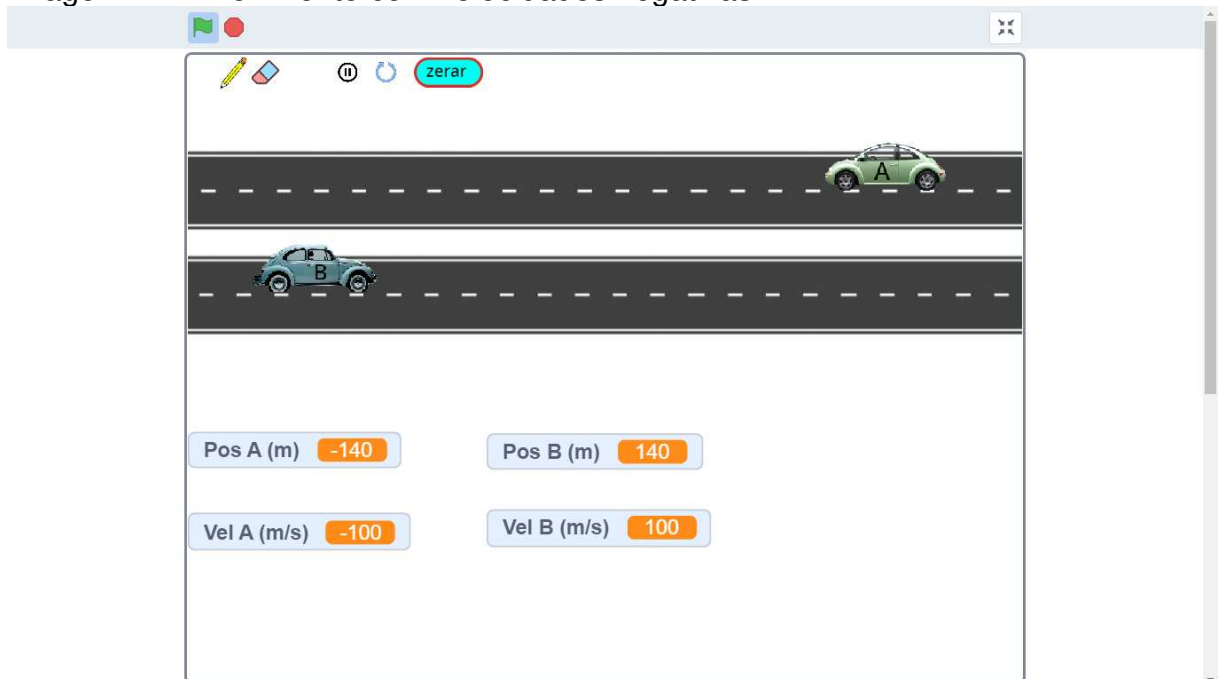 zerar
A
B
Pos A (m) -140
Pos B (m) 140
Vel A (m/s) -100
Vel B (m/s) 100